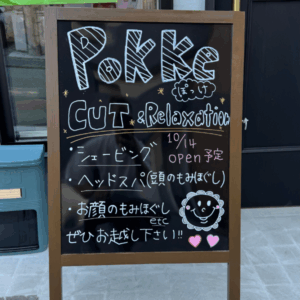 Pokke
ぽっけ
CUT & Relaxation
10/14
・シェービング open予定
・ヘッドスパ(頭のもみほぐし)
・お顔のもみほぐし
etc
ぜひお越し下さい!!